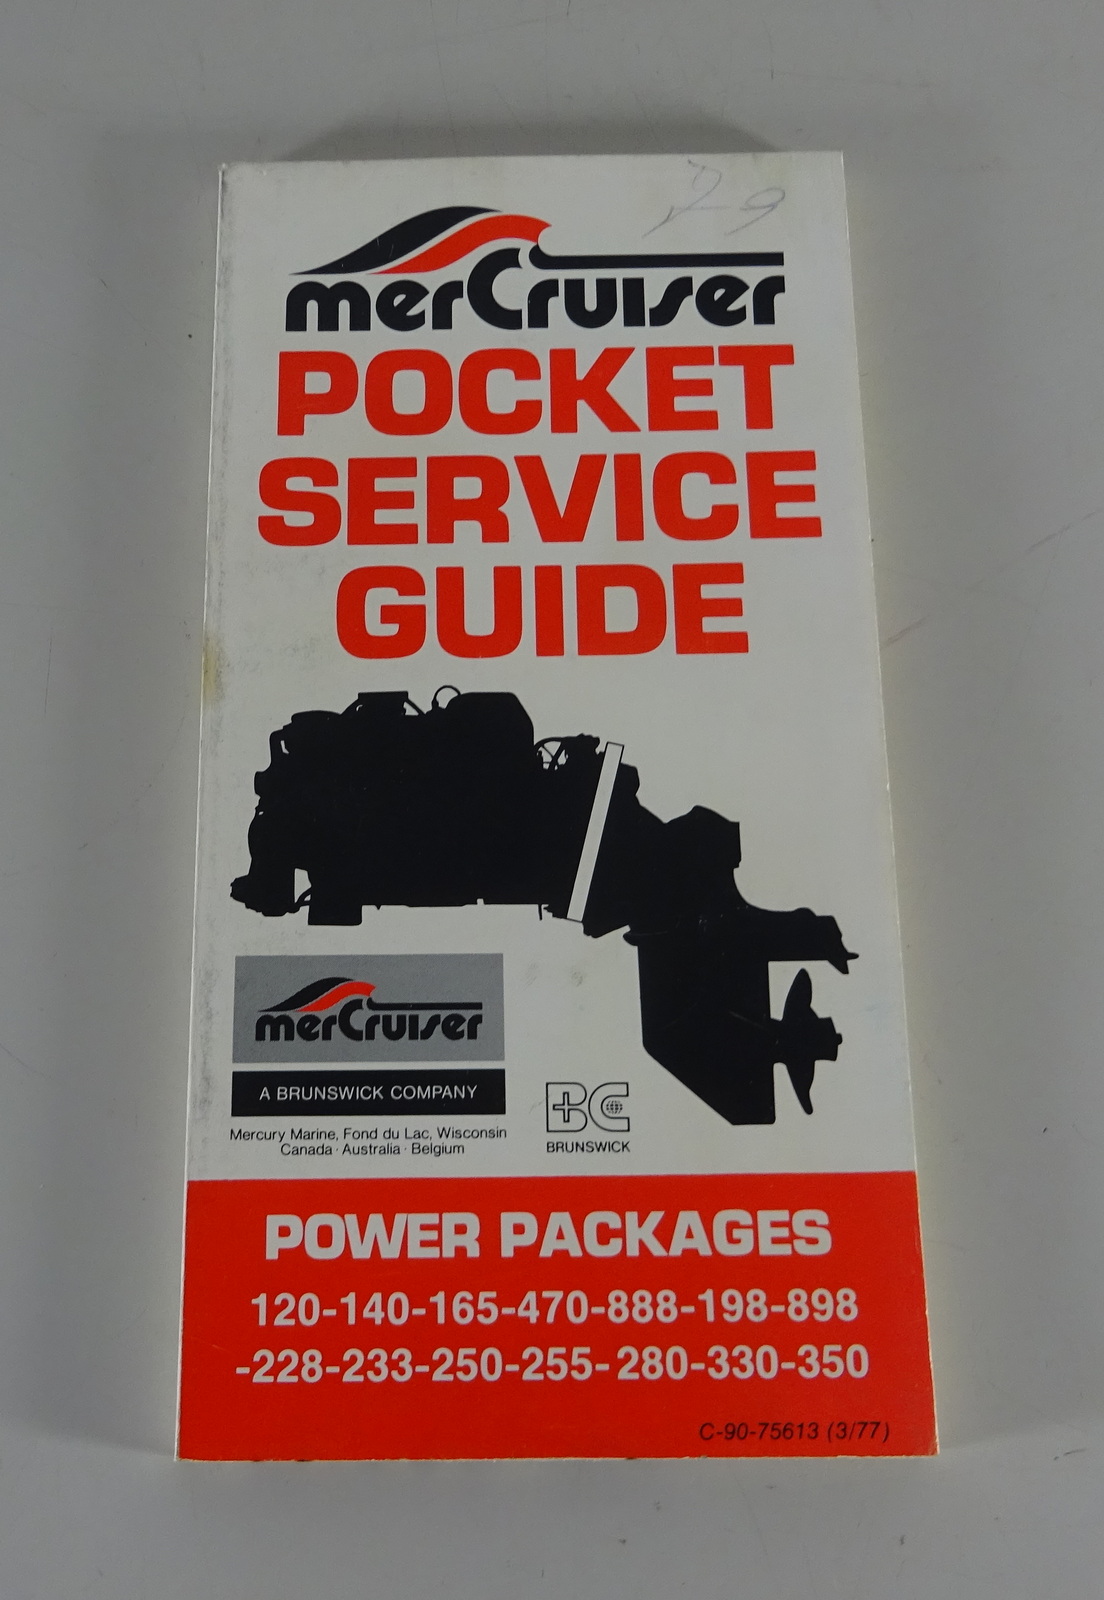 merCruiser
POCKET
SERVICE
GUIDE
merCruiser
A BRUNSWICK COMPANY
Mercury Marine, Fond du Lac, Wisconsin
Canada · Australia · Belgium
BC
BRUNSWICK
POWER PACKAGES
120-140-165-470-888-198-898
-228-233-250-255-280-330-350
C-90-75613 (3/77)